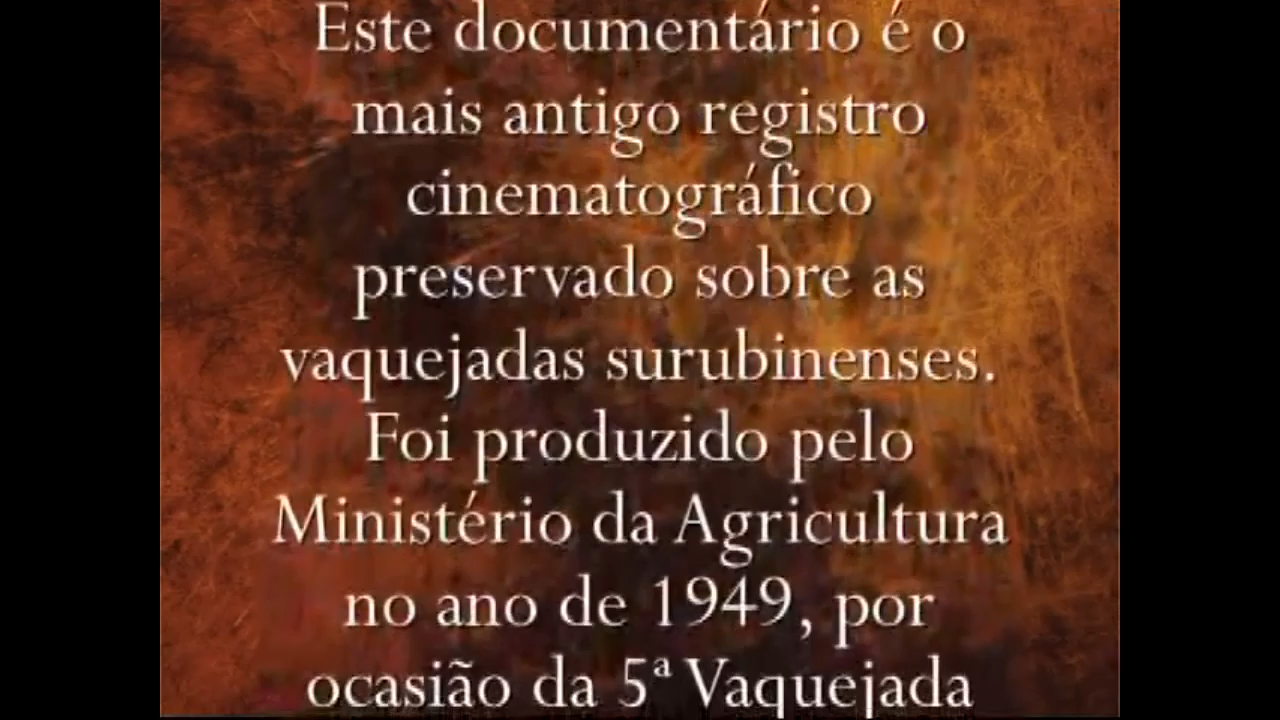 Este documentário é o
mais antigo registro
cinematográfico
preservado sobre as
vaquejadas surubinenses.
Foi produzido pelo
Ministério da Agricultura
no ano de 1949, por
ocasião da 5ª Vaquejada